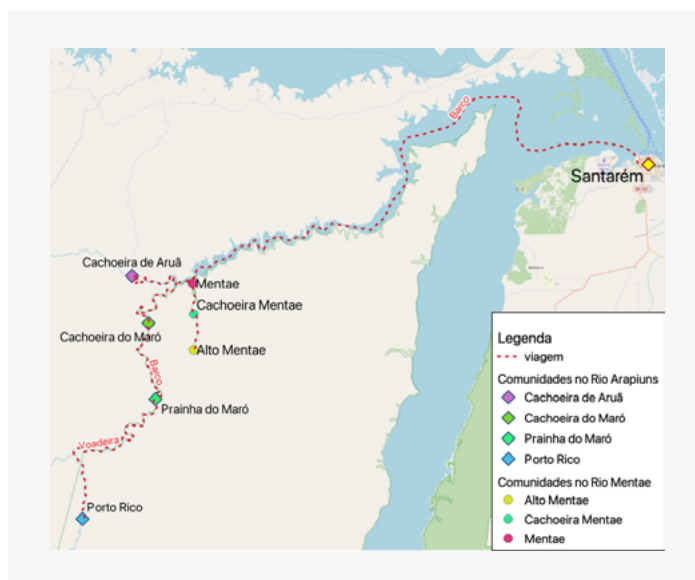 Barco
Santarém
Cachoeira de Aruã
Mentae
Cachoeira Mentae
Cachoeira do Maró
Alto Mentae
Barco
Prainha do Maró
Voadeira
Porto Rico
Legenda
viagem
Comunidades no Rio Arapiuns
Cachoeira de Aruã
Cachoeira do Maró
Prainha do Maró
Porto Rico
Comunidades no Rio Mentae
Alto Mentae
Cachoeira Mentae
Mentae